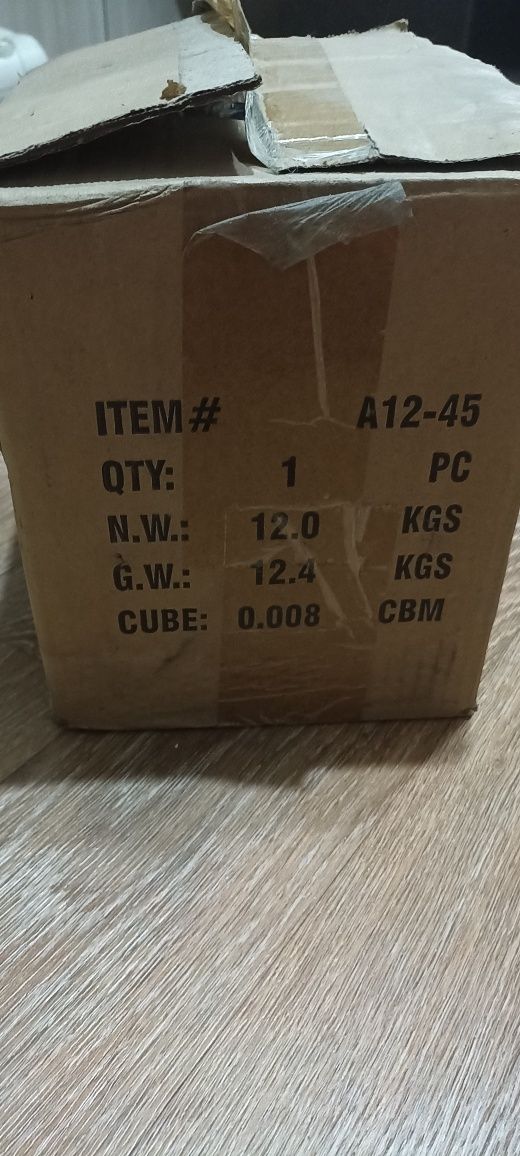 ITEM# A12-45
QTY: 1 PC
N.W.: 12.0 KGS
G.W.: 12.4 KGS
CUBE: 0.008 CBM